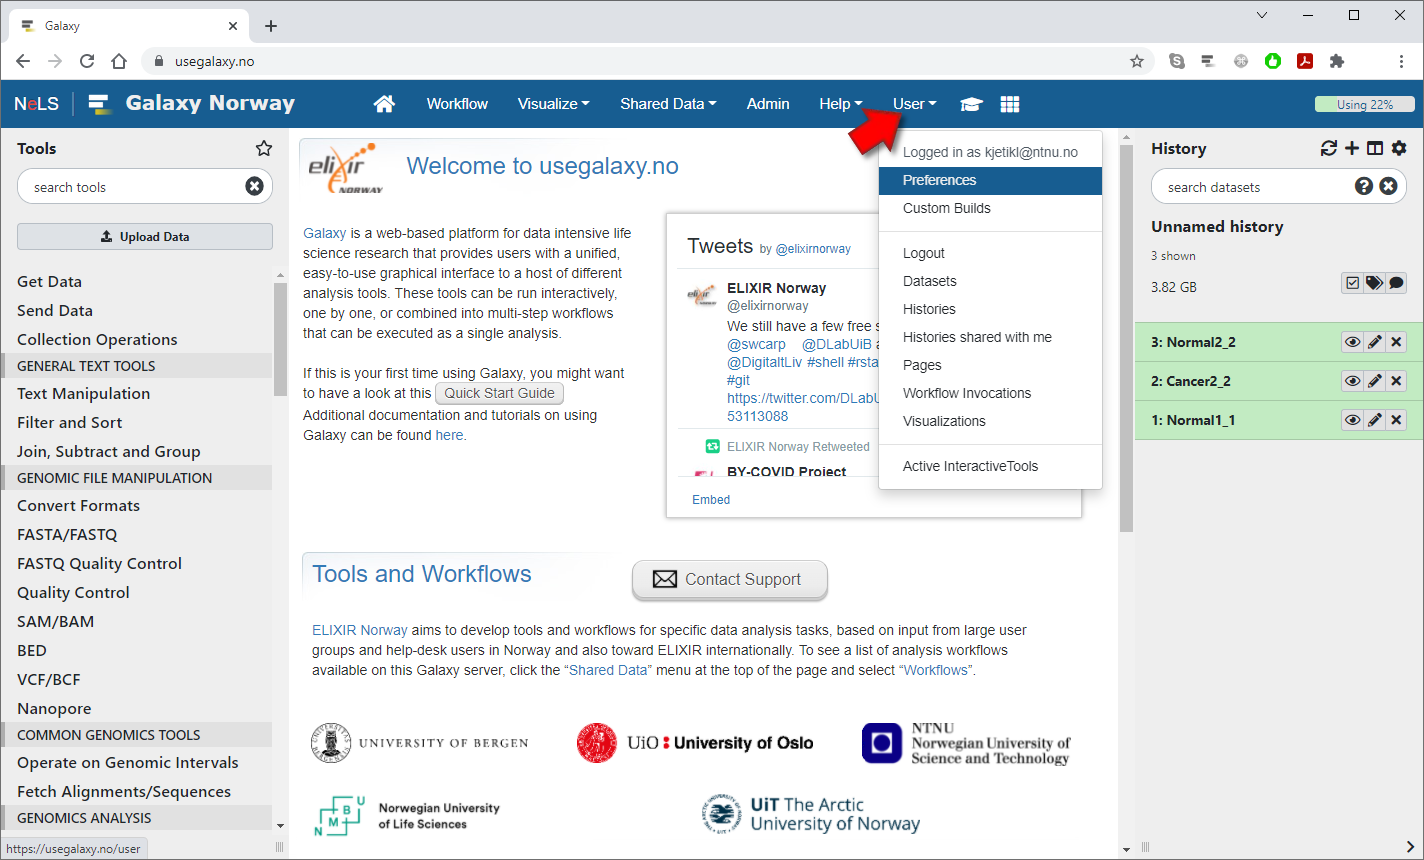 Galaxy
usegalaxy.no
NeLS
Galaxy Norway
Workflow
Visualize
Shared Data
Admin
Help
User
Using 22%
Tools
search tools
Upload Data
Get Data
Send Data
Collection Operations
GENERAL TEXT TOOLS
Text Manipulation
Filter and Sort
Join, Subtract and Group
GENOMIC FILE MANIPULATION
Convert Formats
FASTA/FASTQ
FASTQ Quality Control
Quality Control
SAM/BAM
BED
VCF/BCF
Nanopore
COMMON GENOMICS TOOLS
Operate on Genomic Intervals
Fetch Alignments/Sequences
GENOMICS ANALYSIS
https://usegalaxy.no/user
elixir
NORWAY
Welcome to usegalaxy.no
Galaxy is a web-based platform for data intensive life
science research that provides users with a unified,
easy-to-use graphical interface to a host of different
analysis tools. These tools can be run interactively,
one by one, or combined into multi-step workflows
that can be executed as a single analysis.
If this is your first time using Galaxy, you might want
to have a look at this Quick Start Guide
Additional documentation and tutorials on using
Galaxy can be found here.
Tweets by @elixirnorway
ELIXIR Norway
@elixirnorway
We still have a few free s
@swcarp @DLabUiB a
@DigitaltLiv #shell #rsta
#git
https://twitter.com/DLabU
53113088
ELIXIR Norway Retweeted
BY-COVID Project
Embed
Logged in as kjetikl@ntnu.no
Preferences
Custom Builds
Logout
Datasets
Histories
Histories shared with me
Pages
Workflow Invocations
Visualizations
Active InteractiveTools
Tools and Workflows
Contact Support
ELIXIR Norway aims to develop tools and workflows for specific data analysis tasks, based on input from large user
groups and help-desk users in Norway and also toward ELIXIR internationally. To see a list of analysis workflows
available on this Galaxy server, click the “Shared Data” menu at the top of the page and select “Workflows”.
UNIVERSITY OF BERGEN
UiO : University of Oslo
NTNU
Norwegian University of
Science and Technology
N M B U
Norwegian University
of Life Sciences
UiT The Arctic
University of Norway
History
search datasets
Unnamed history
3 shown
3.82 GB
3: Normal2_2
2: Cancer2_2
1: Normal1_1